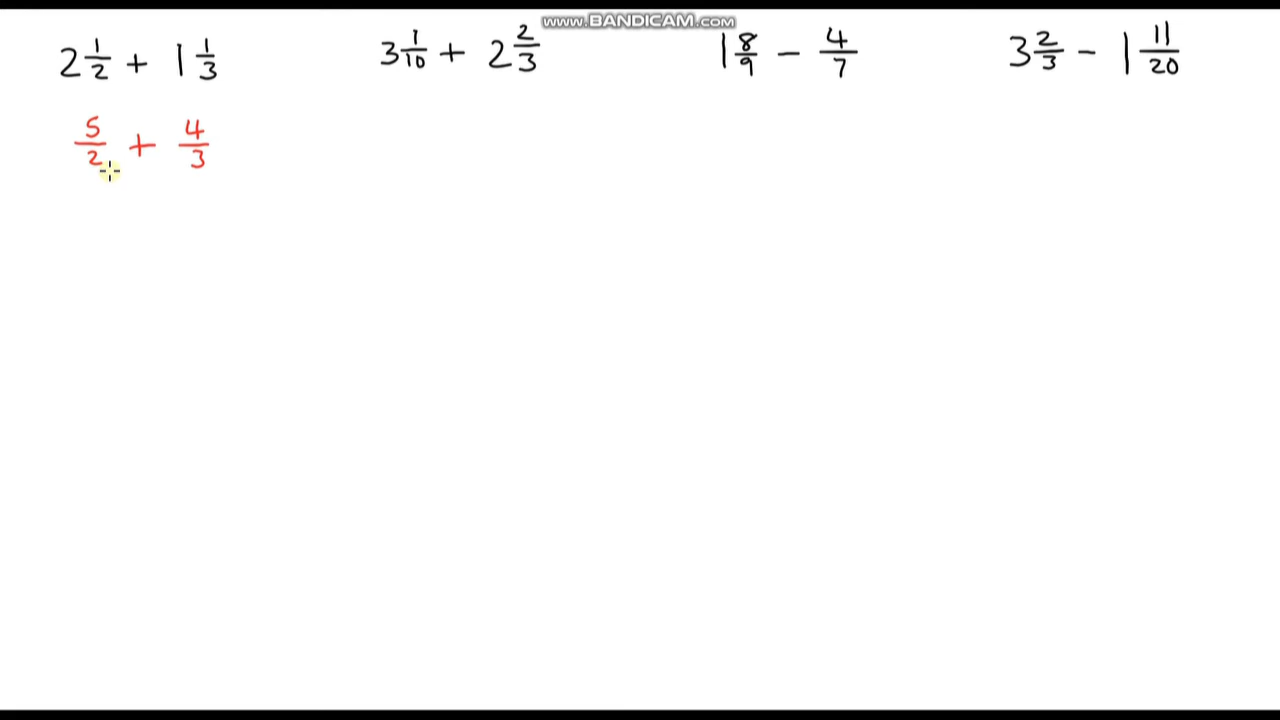 www.BANDICAM.com
2 1/2 + 1 1/3
3 1/10 + 2 2/3
1 8/9 - 4/7
3 2/3 - 1 11/20
5/2 + 4/3